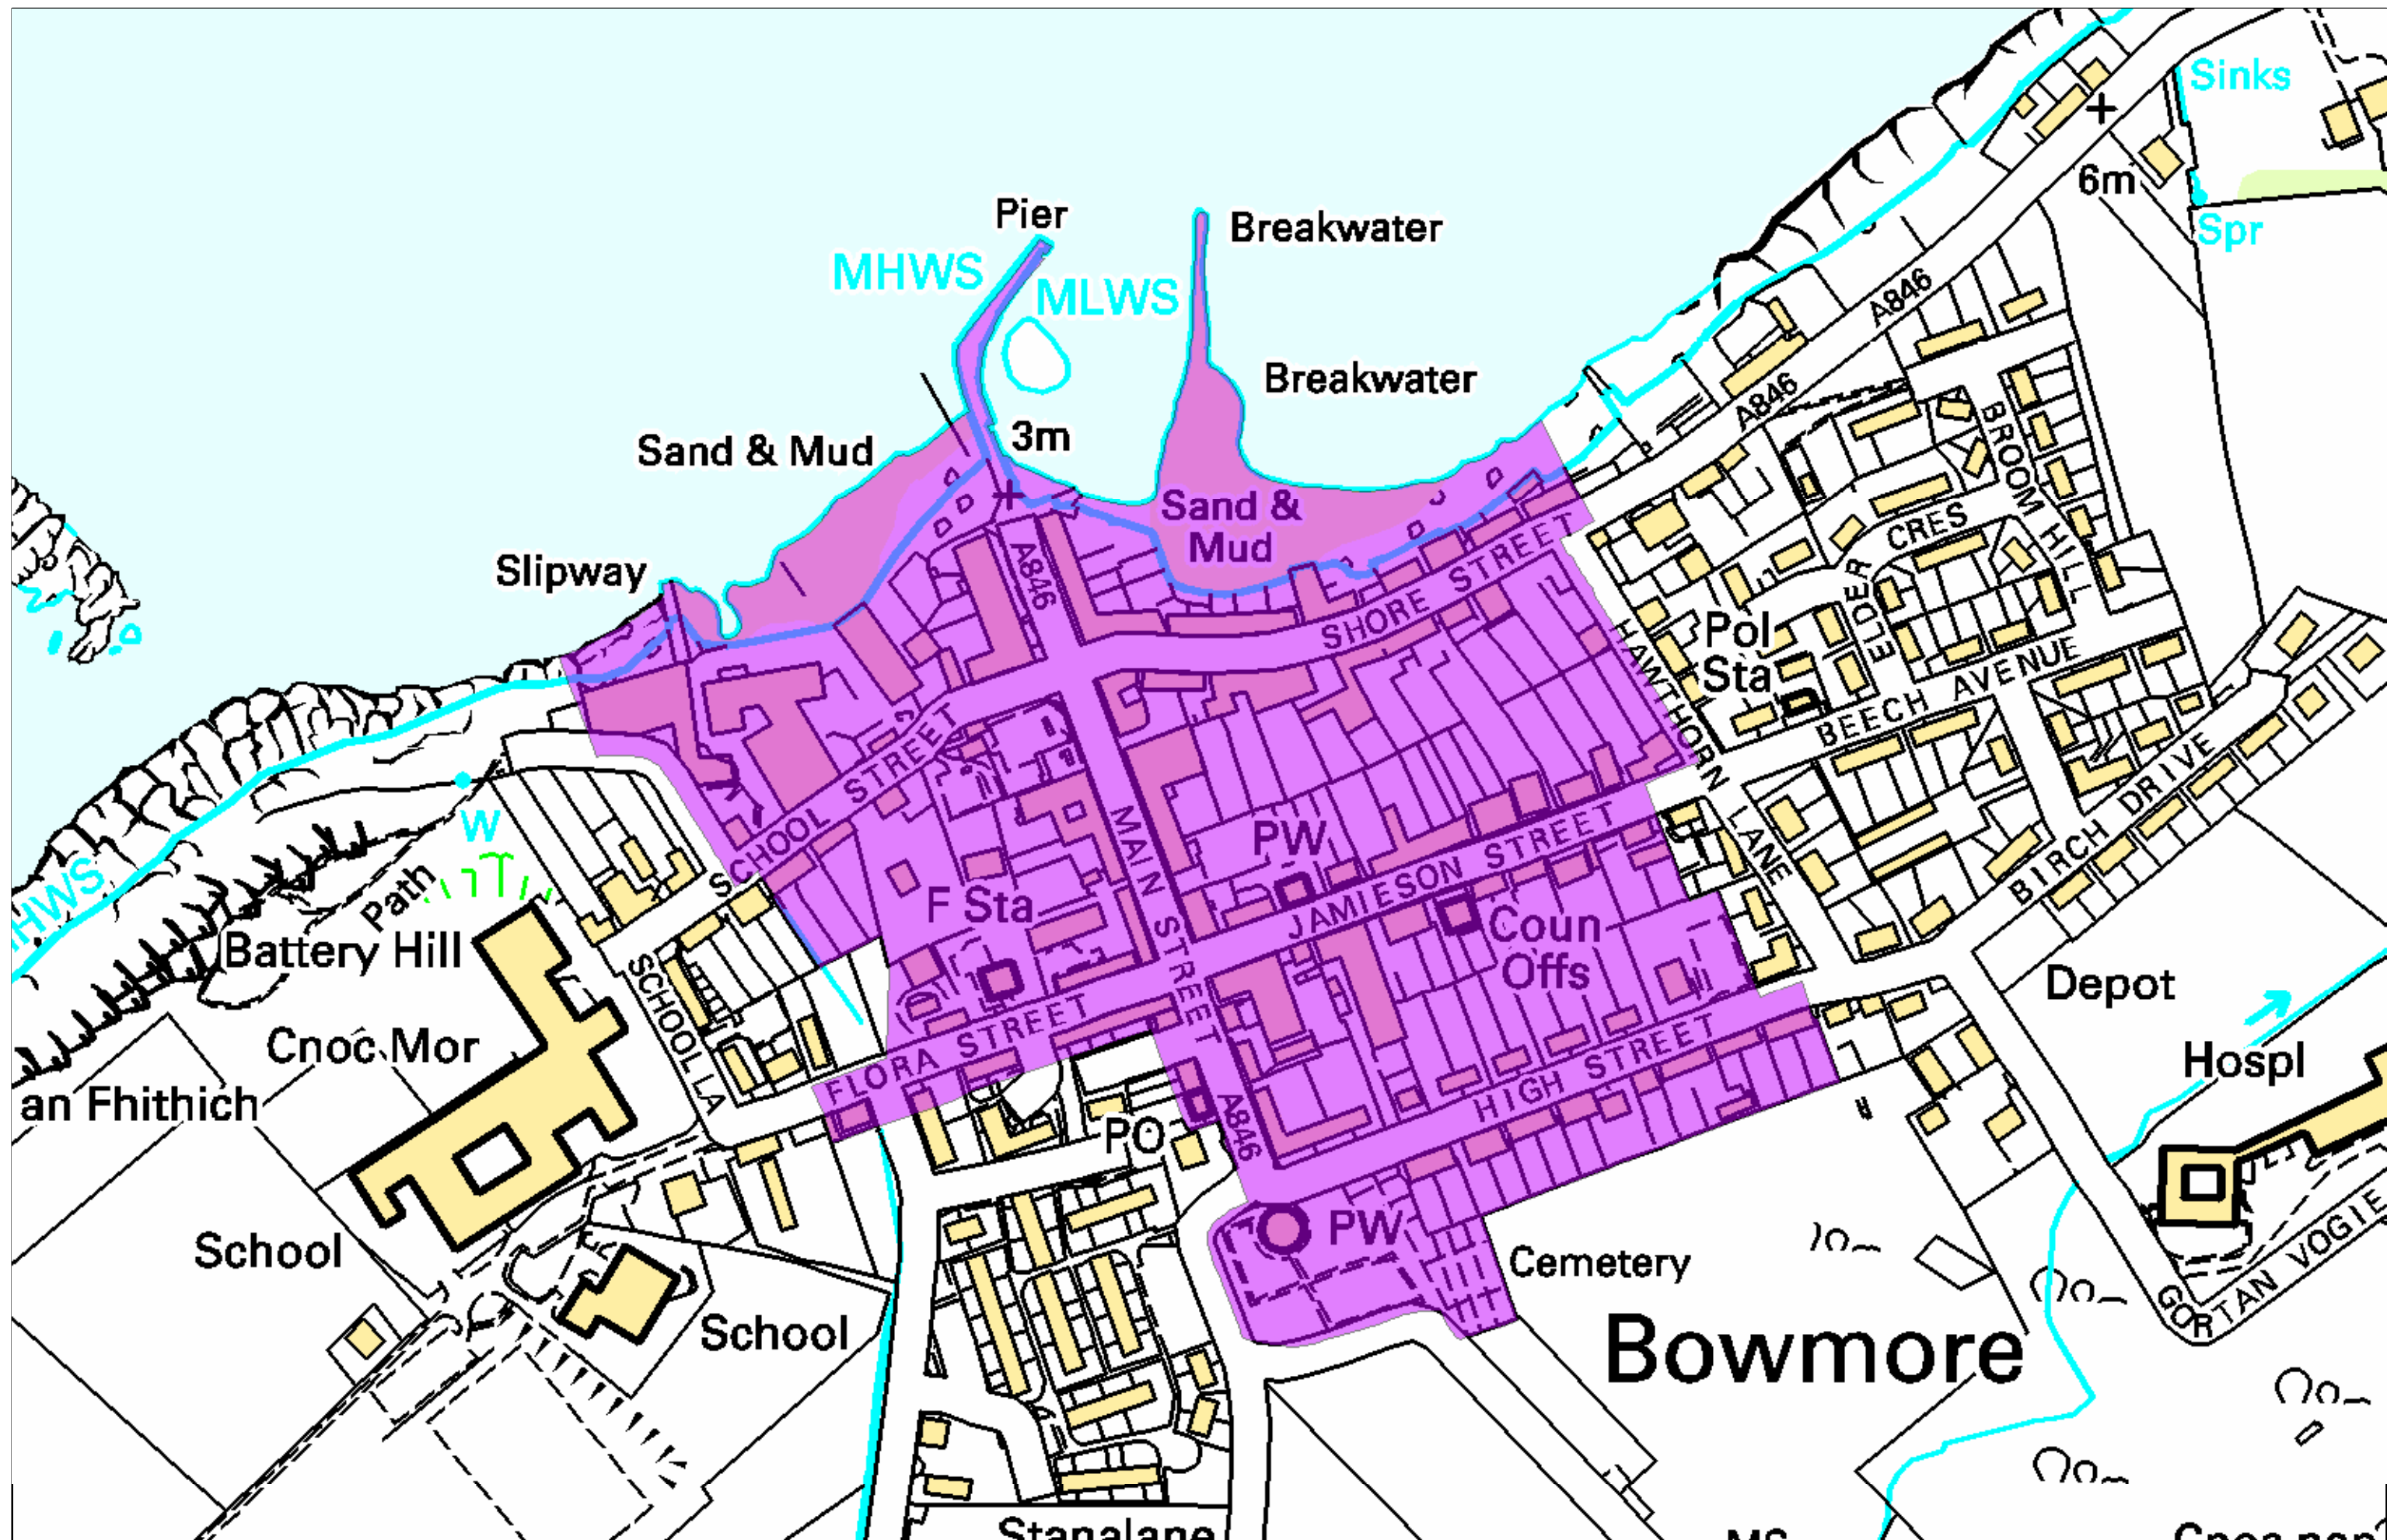 Sinks
6m
Spr
Pier
Breakwater
MHWS
MLWS
A846
Breakwater
A846
3m
Sand & Mud
BROOM HILL
Sand &
Mud
CRES
ELDER
SHORE STREET
A846
Slipway
Pol
Sta
HAWTHORN LANE
BEECH AVENUE
SCHOOL STREET
MAIN STREET
BIRCH DRIVE
W
PW
JAMIESON STREET
Path
F Sta
Coun
Offs
Battery Hill
SCHOOL LA
Depot
Cnoc Mor
FLORA STREET
HIGH STREET
Hospl
an Fhithich
A846
PO
School
PW
Cemetery
GORTAN VOGIE
School
Bowmore
Stanalane
MS